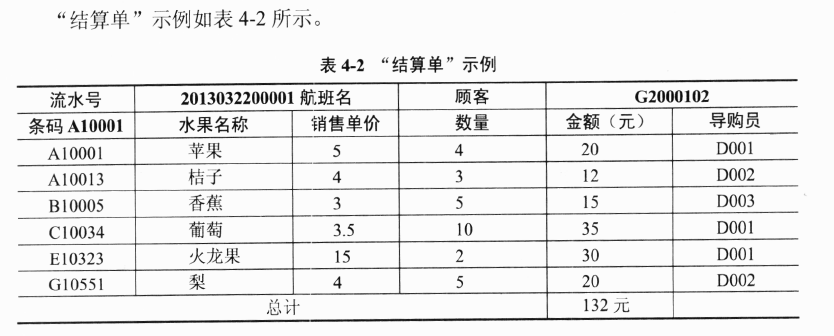 “结算单”示例如表 4-2 所示。
表 4-2 “结算单”示例
流水号 2013032200001 航班名 顾客 G2000102
条码 A10001 水果名称 销售单价 数量 金额（元） 导购员
A10001 苹果 5 4 20 D001
A10013 桔子 4 3 12 D002
B10005 香蕉 3 5 15 D003
C10034 葡萄 3.5 10 35 D001
E10323 火龙果 15 2 30 D001
G10551 梨 4 5 20 D002
总计 132 元